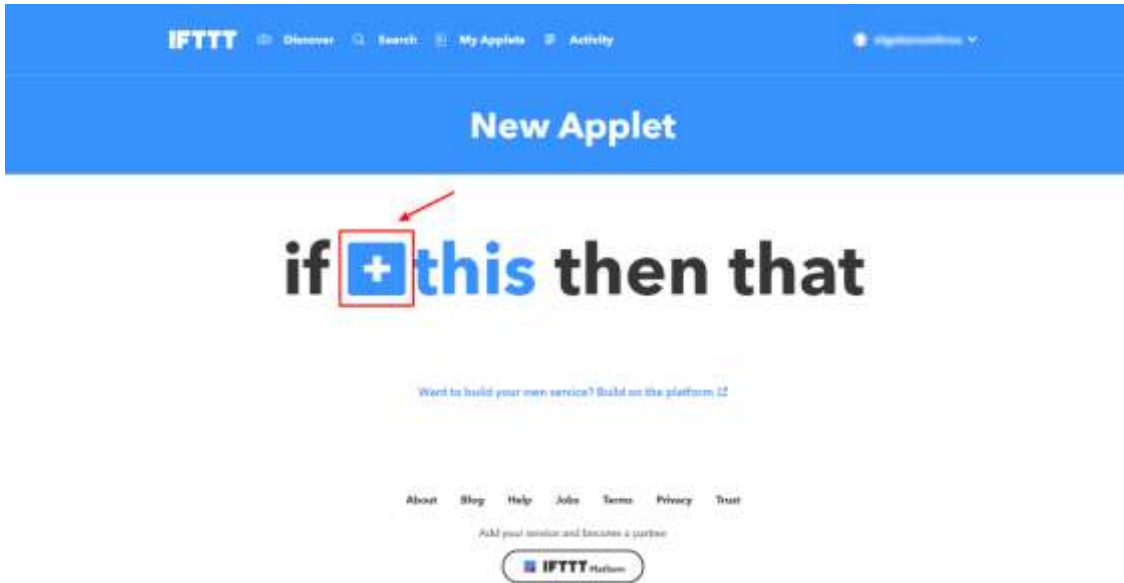 IFTTT Discover Search My Applets Activity
New Applet
if + this then that
Want to build your own service? Build on the platform
About Blog Help Jobs Terms Privacy Trust
Add your service and become a partner
IFTTT Platform